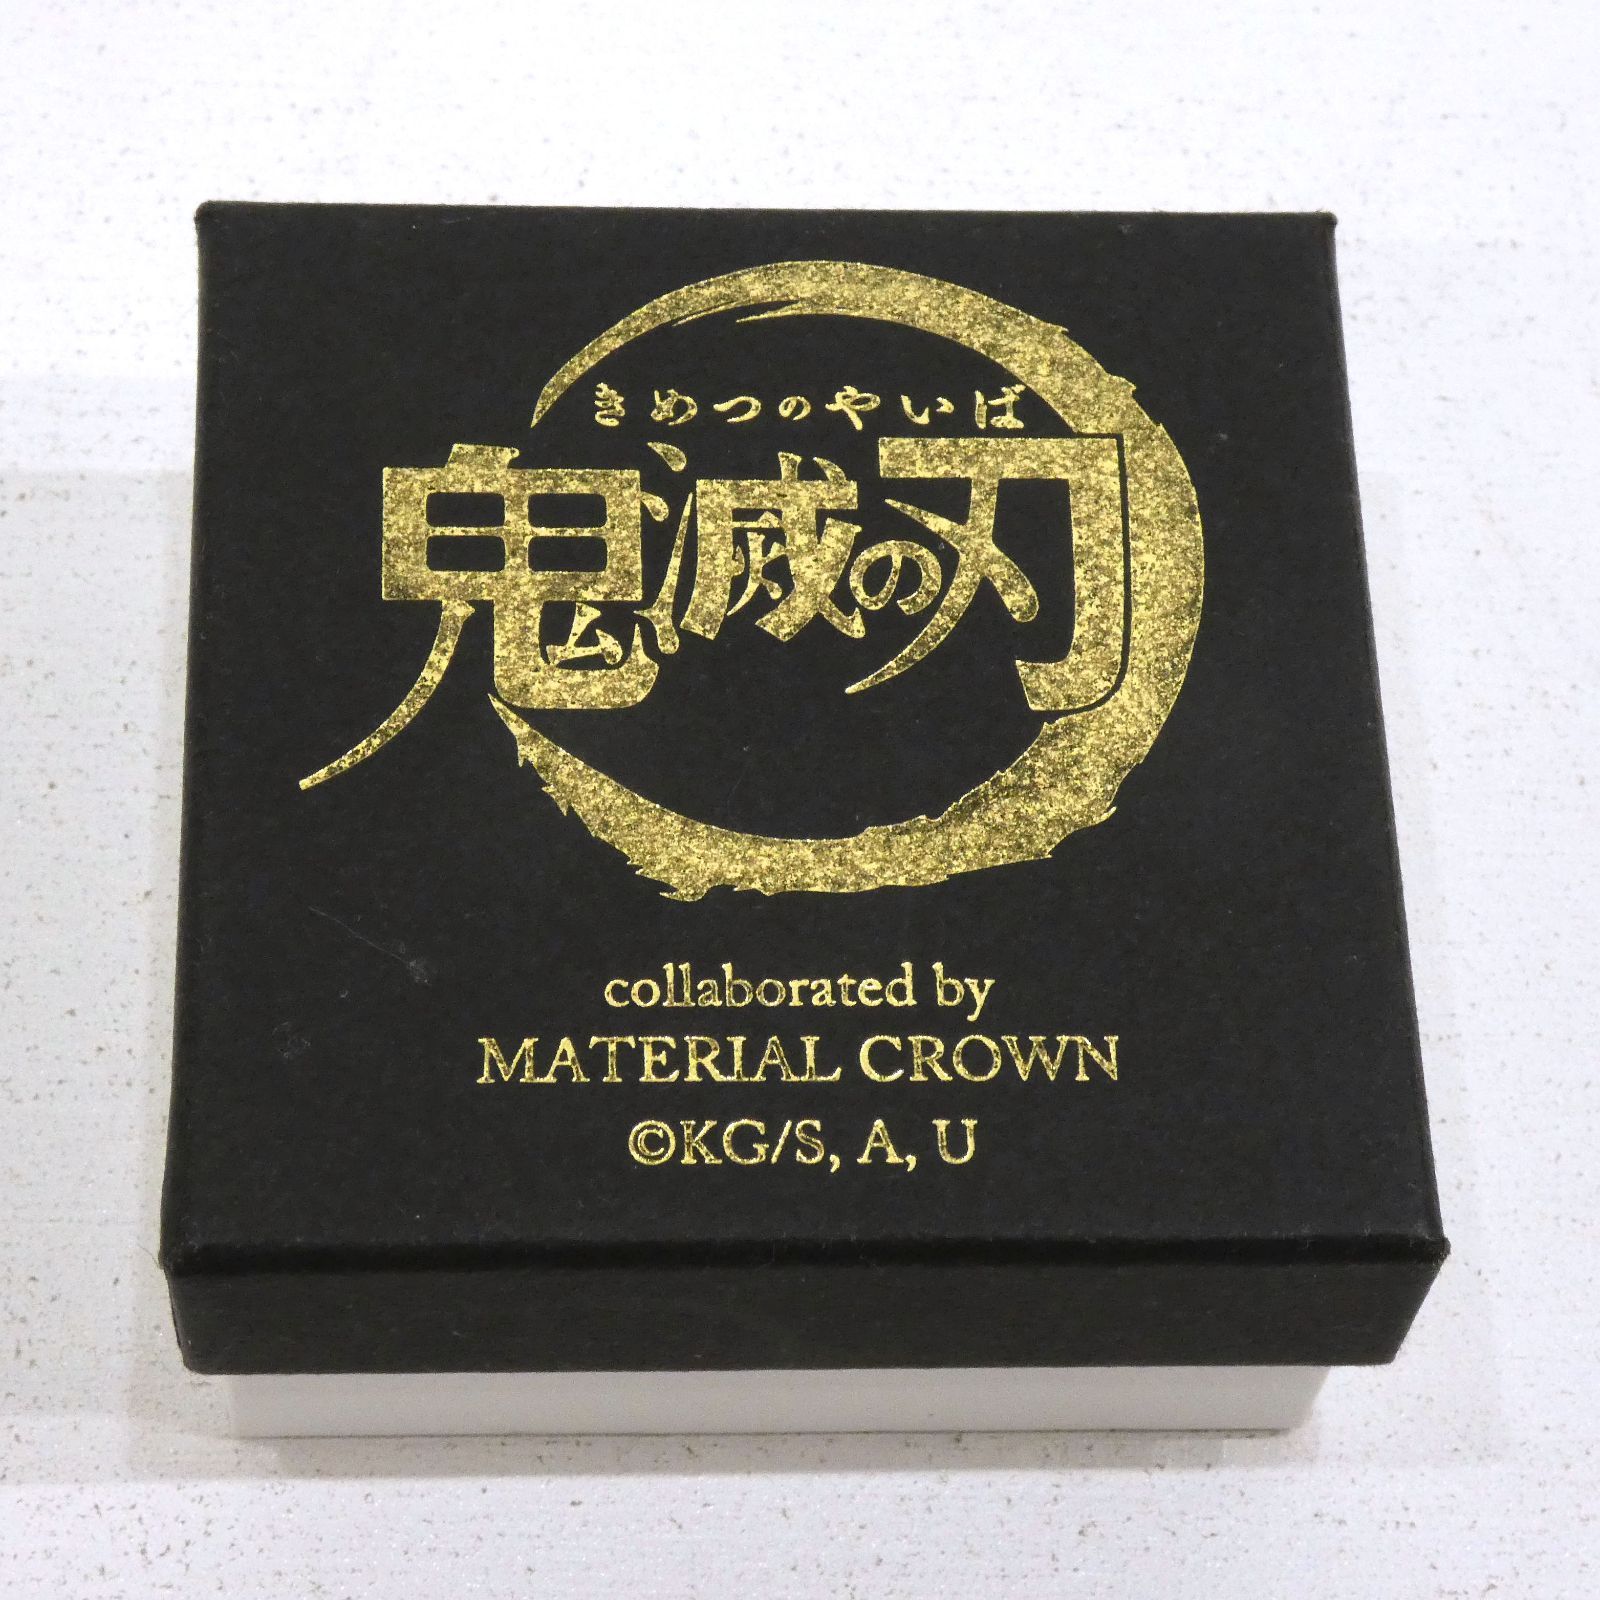 きめつのやいば
鬼滅の刃
collaborated by
MATERIAL CROWN
©KG/S, A, U